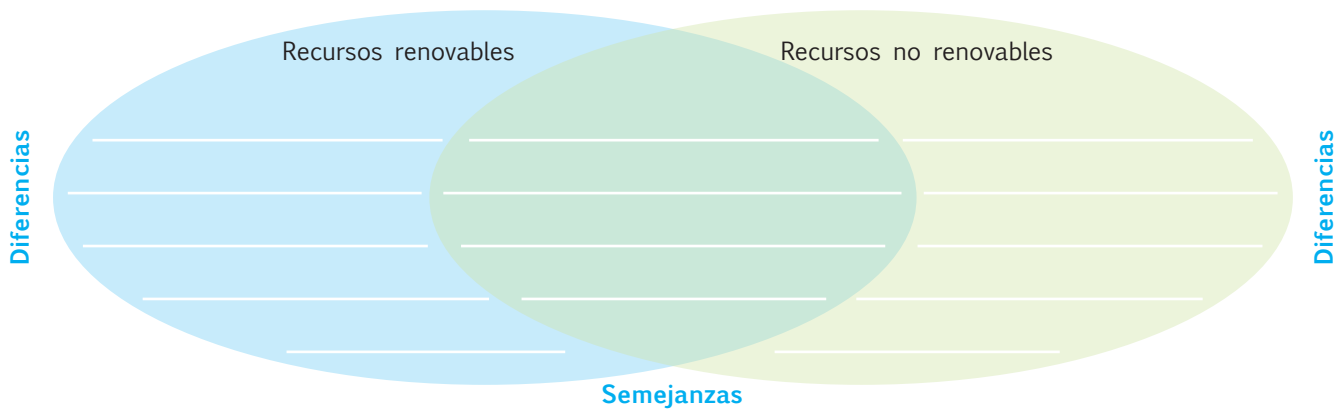 Recursos renovables
Recursos no renovables
Diferencias
Diferencias
Semejanzas